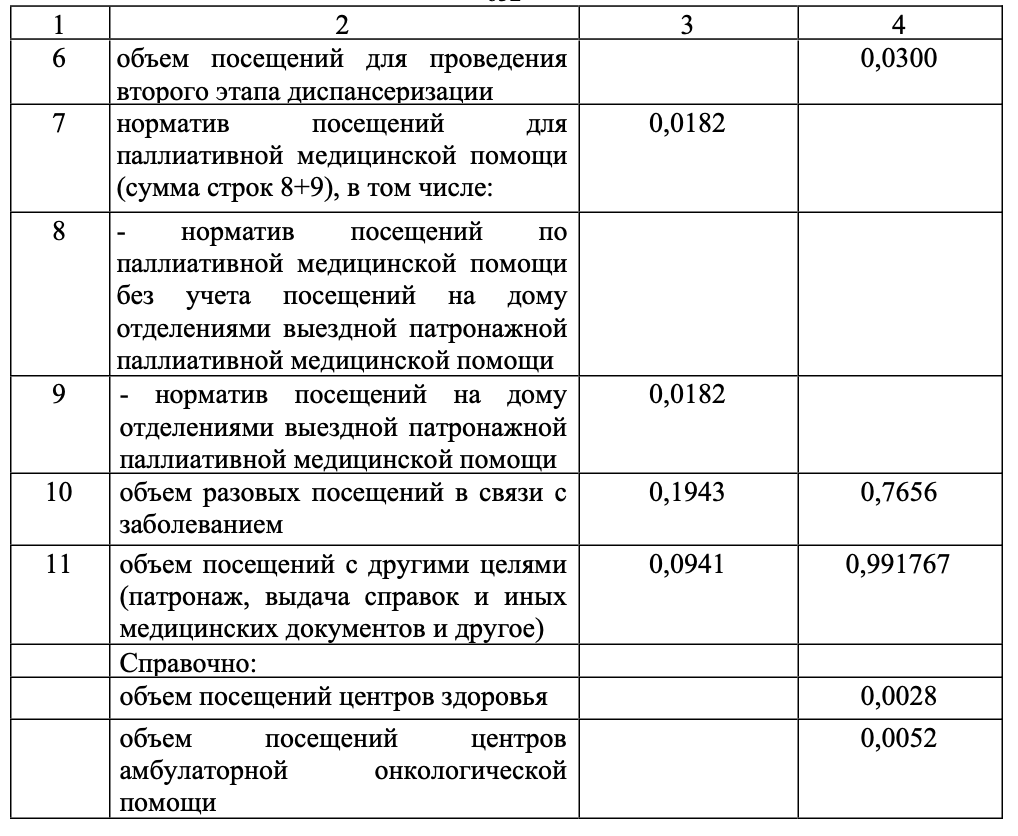 1 2 3 4
6 объем посещений для проведения 0,0300
второго этапа диспансеризации
7 норматив посещений для 0,0182
паллиативной медицинской помощи
(сумма строк 8+9), в том числе:
8 - норматив посещений по
паллиативной медицинской помощи
без учета посещений на дому
отделениями выездной патронажной
паллиативной медицинской помощи
9 - норматив посещений на дому 0,0182
отделениями выездной патронажной
паллиативной медицинской помощи
10 объем разовых посещений в связи с 0,1943 0,7656
заболеванием
11 объем посещений с другими целями 0,0941 0,991767
(патронаж, выдача справок и иных
медицинских документов и другое)
Справочно:
объем посещений центров здоровья 0,0028
объем посещений центров 0,0052
амбулаторной онкологической
помощи